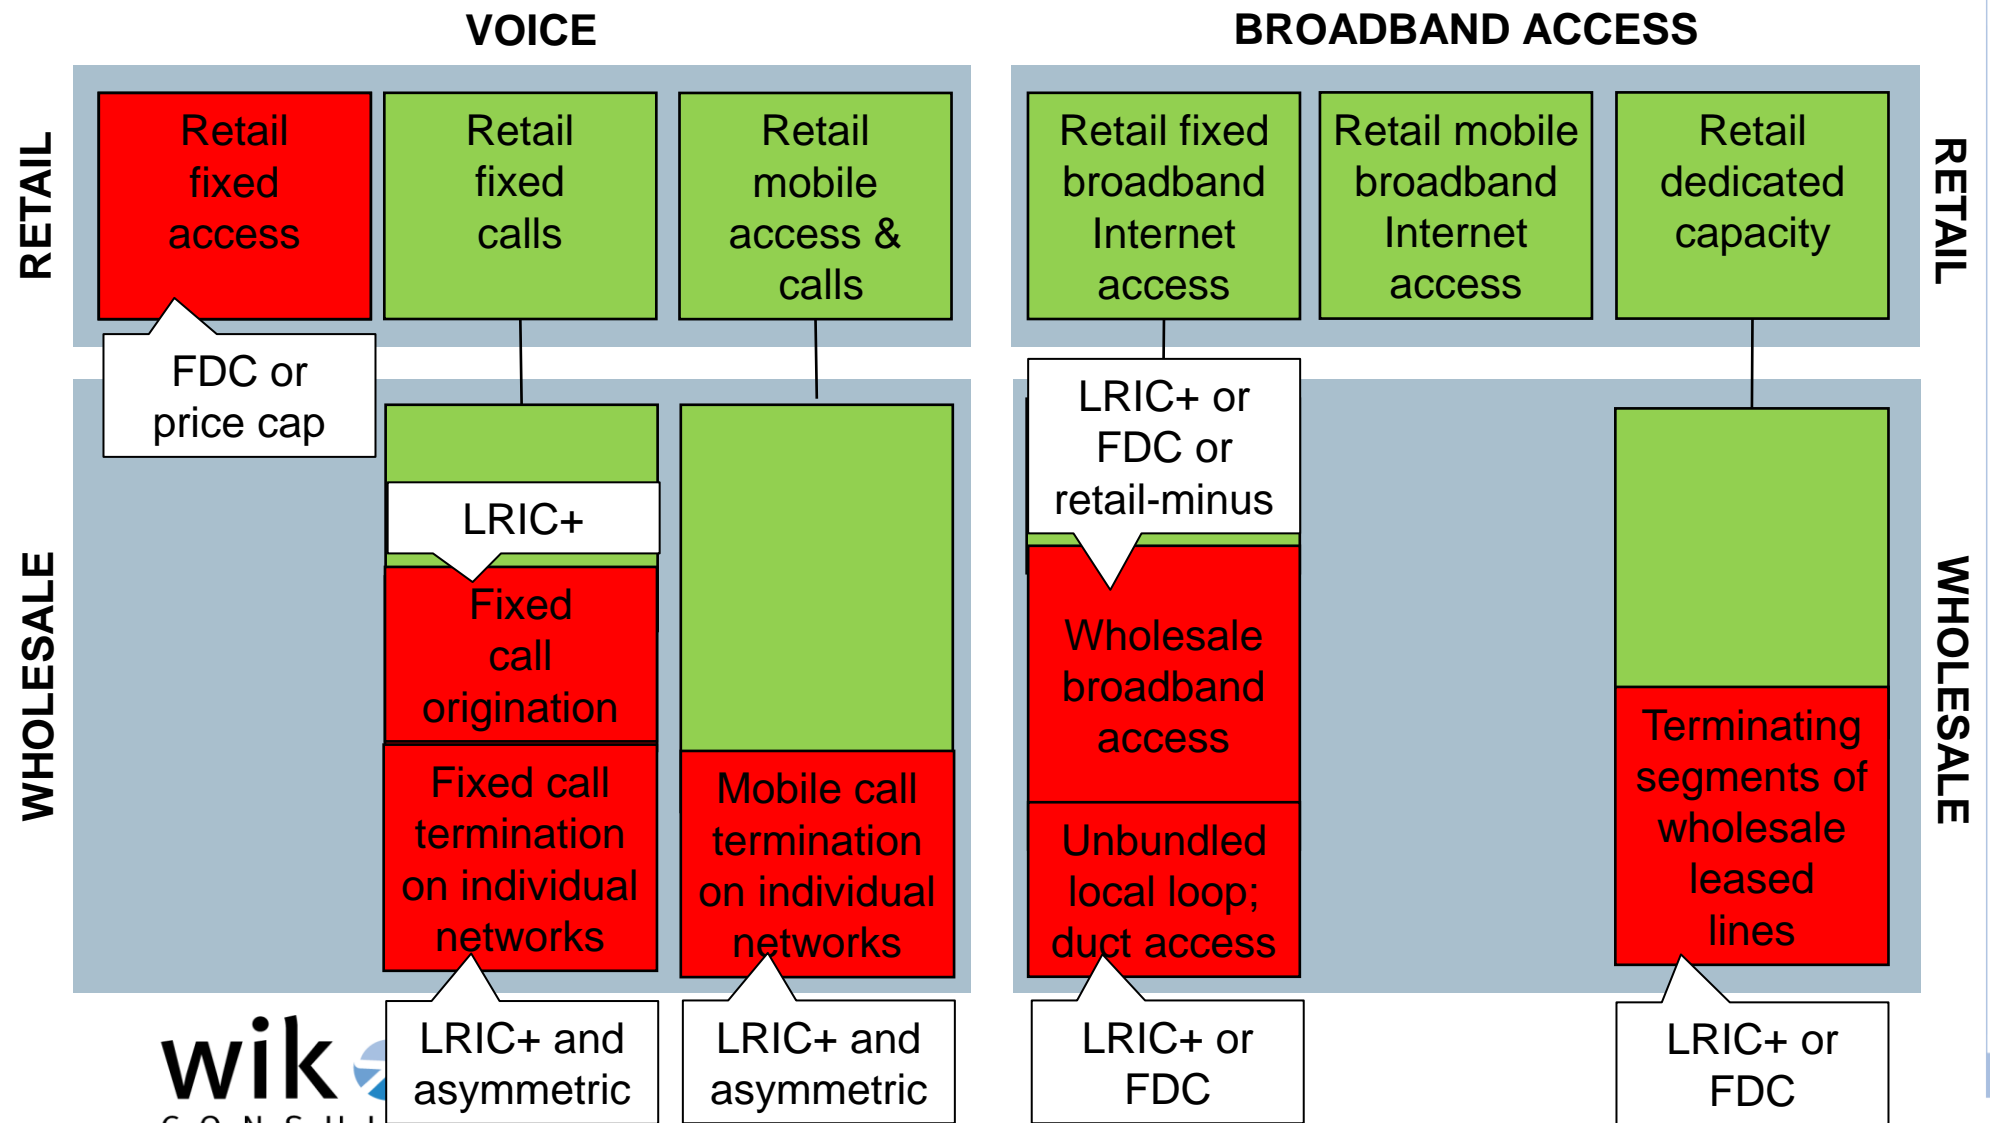 VOICE
BROADBAND ACCESS
RETAIL
Retail
fixed
access
Retail
fixed
calls
Retail
mobile
access &
calls
Retail fixed
broadband
Internet
access
Retail mobile
broadband
Internet
access
Retail
dedicated
capacity
RETAIL
FDC or
price cap
LRIC+ or
FDC or
retail-minus
WHOLESALE
LRIC+
Fixed
call
origination
Fixed call
termination
on individual
networks
Mobile call
termination
on individual
networks
Wholesale
broadband
access
Unbundled
local loop;
duct access
Terminating
segments of
wholesale
leased
lines
WHOLESALE
wik
LRIC+ and
asymmetric
LRIC+ and
asymmetric
LRIC+ or
FDC
LRIC+ or
FDC